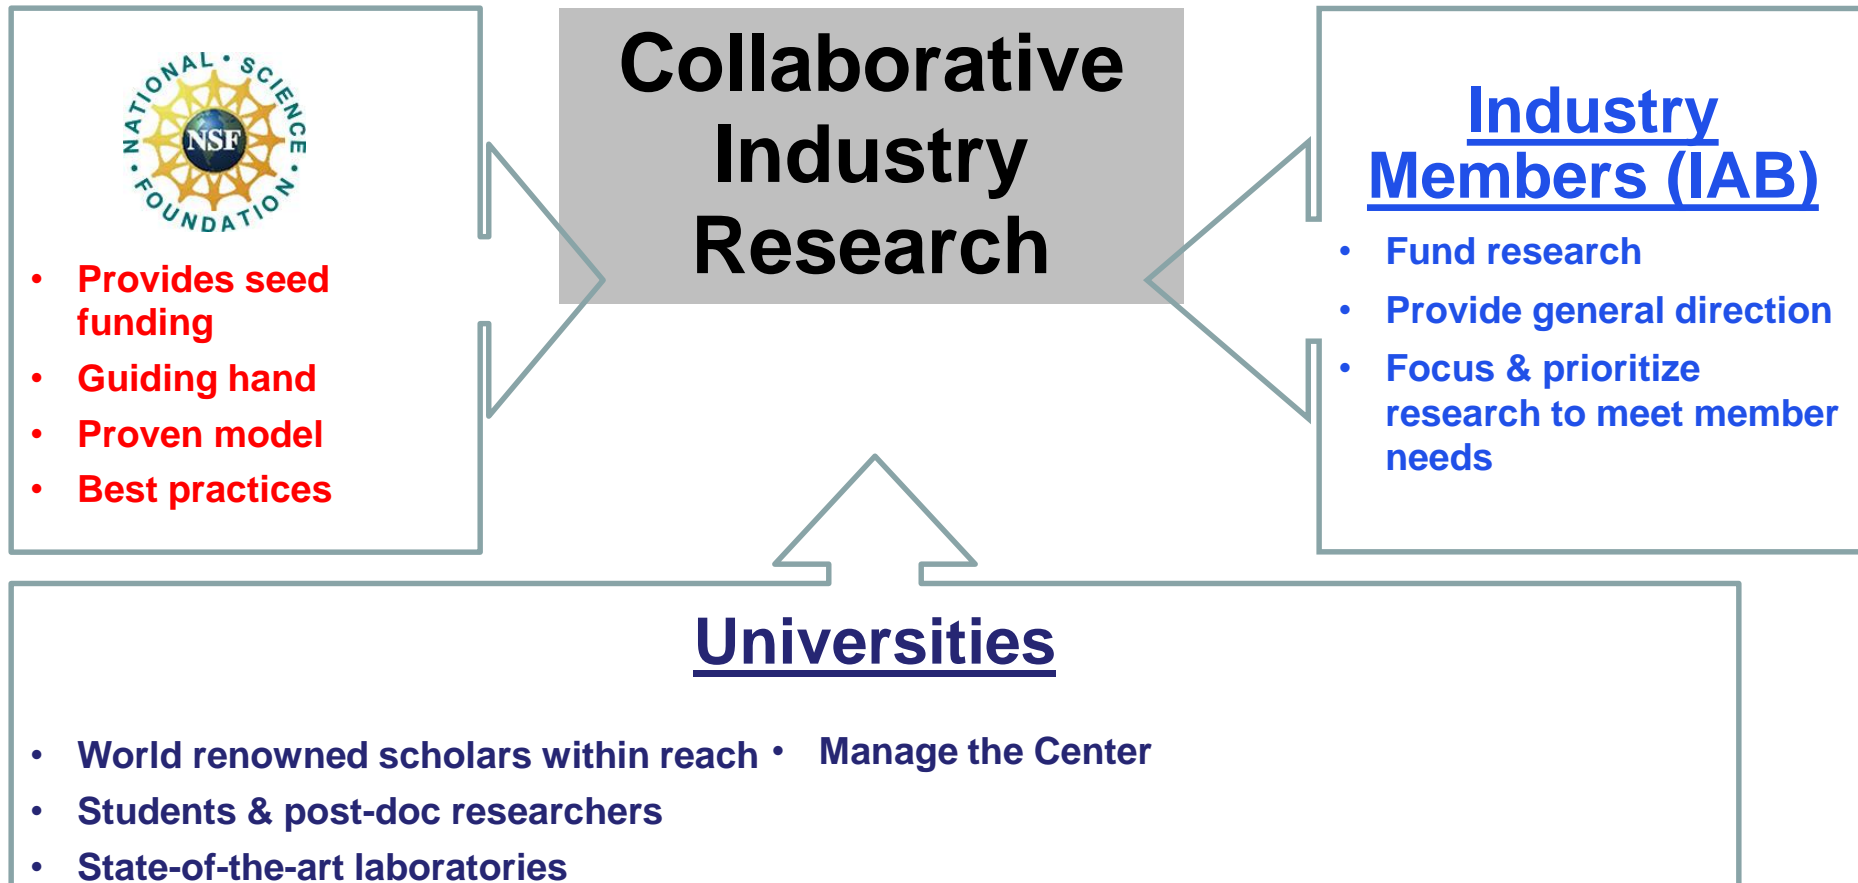 NATIONAL • SCIENCE • FOUNDATION •
NSF
• Provides seed
funding
• Guiding hand
• Proven model
• Best practices
Collaborative
Industry
Research
Industry
Members (IAB)
• Fund research
• Provide general direction
• Focus & prioritize
research to meet member
needs
Universities
• World renowned scholars within reach
• Students & post-doc researchers
• State-of-the-art laboratories
• Manage the Center